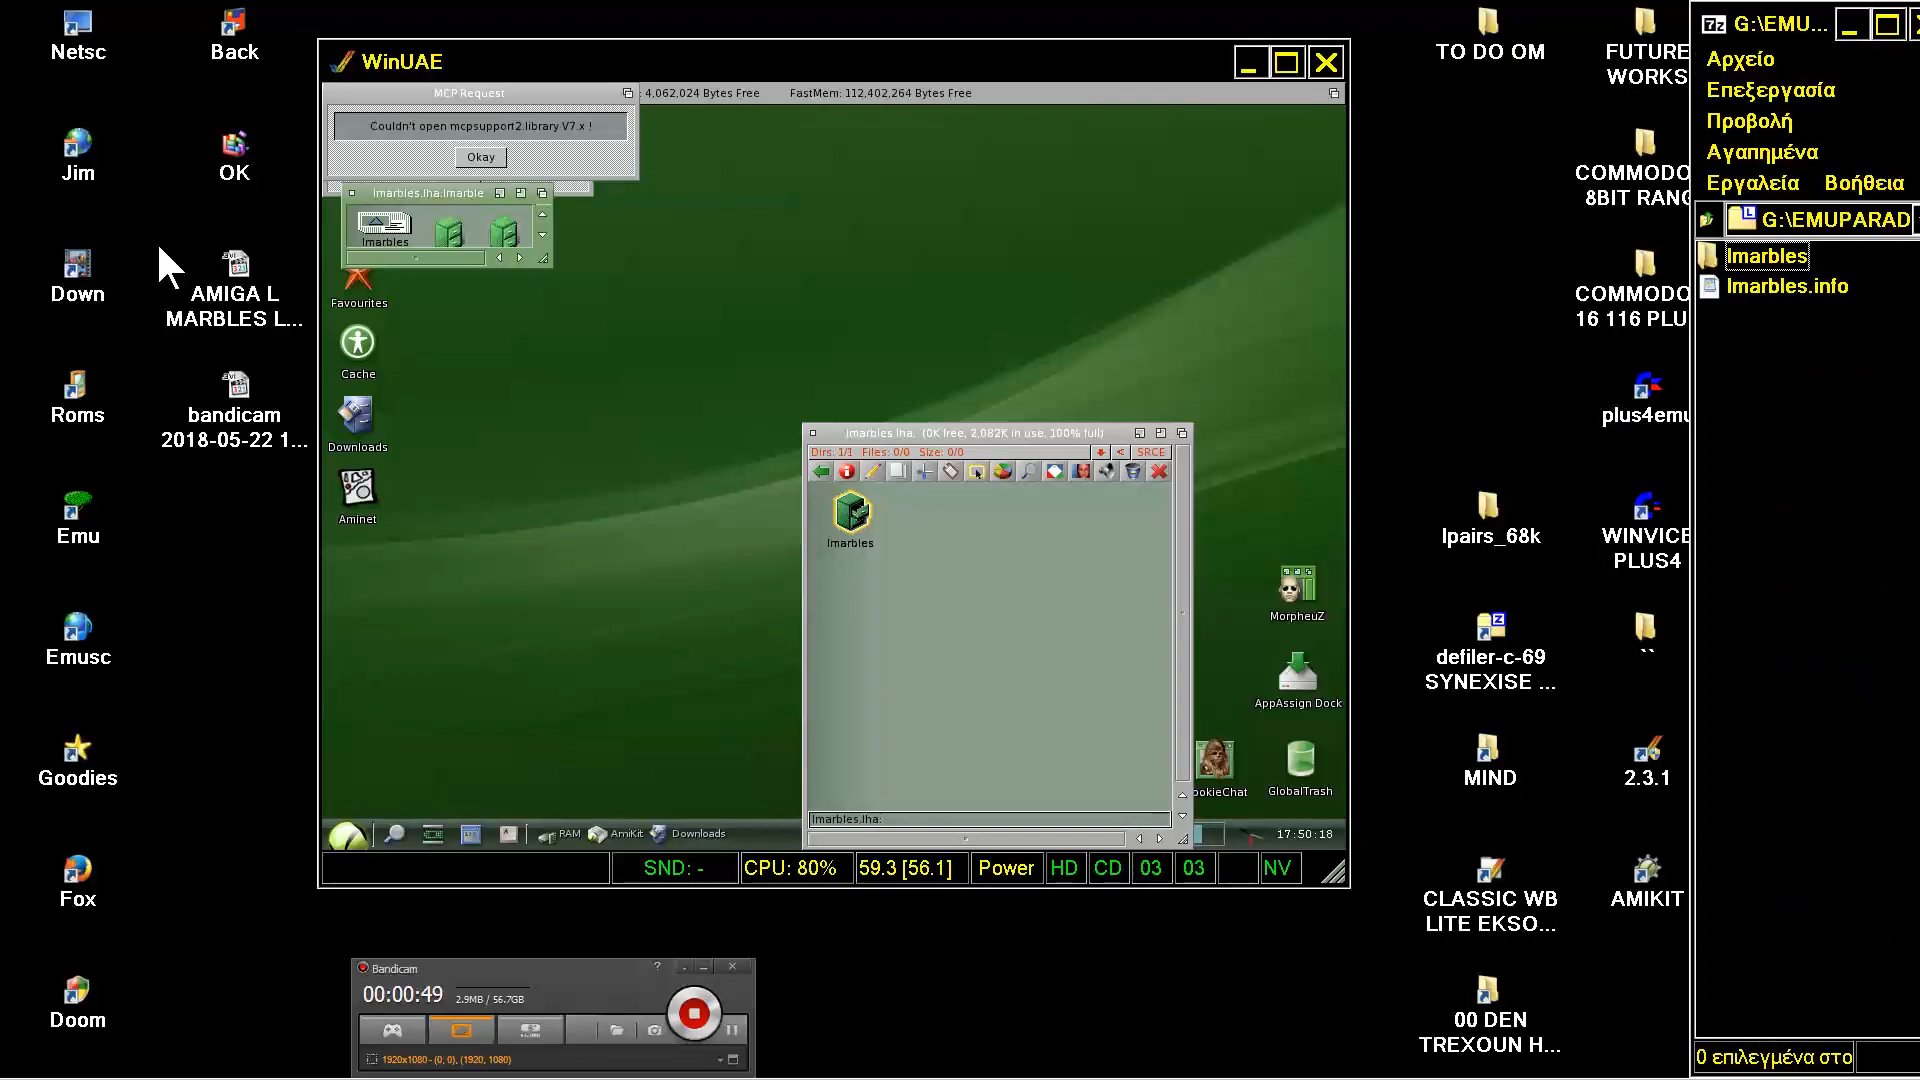 Netsc
Back
Jim
OK
Down
AMIGA L
MARBLES L...
Roms
bandicam
2018-05-22 1...
Emu
Emusc
Goodies
Fox
Doom
WinUAE
MCP Request
: 4,062,024 Bytes Free
FastMem: 112,402,264 Bytes Free
Couldn't open mcpsupport2.library V7.x !
Okay
lmarbles
Favourites
Cache
Downloads
Aminet
lmarbles lha, (0K free, 2,082K in use, 100% full)
Dirs: 1/1 Files: 0/0 Size: 0/0
SRCE
lmarbles
lmarbles.lha:
MorpheuZ
AppAssign Dock
ookieChat
GlobalTrash
RAM
AmiKit
Downloads
17:50:18
SND: -
CPU: 80%
59.3 [56.1]
Power
HD
CD
03
03
NV
Bandicam
?
00:00:49
2.9MB / 56.7GB
1920x1080 - (0, 0), (1920, 1080)
TO DO OM
FUTURE
WORKS
COMMODO
8BIT RANG
COMMODO
16 116 PLU
plus4emu
lpairs_68k
WINVICE
PLUS4
defiler-c-69
SYNEXISE ...
``
MIND
2.3.1
CLASSIC WB
LITE EKSO...
AMIKIT
00 DEN
TREXOUN H...
7z G:\EMU...
Αρχείο
Επεξεργασία
Προβολή
Αγαπημένα
Εργαλεία Βοήθεια
G:\EMUPARAD
lmarbles
lmarbles.info
0 επιλεγμένα στο